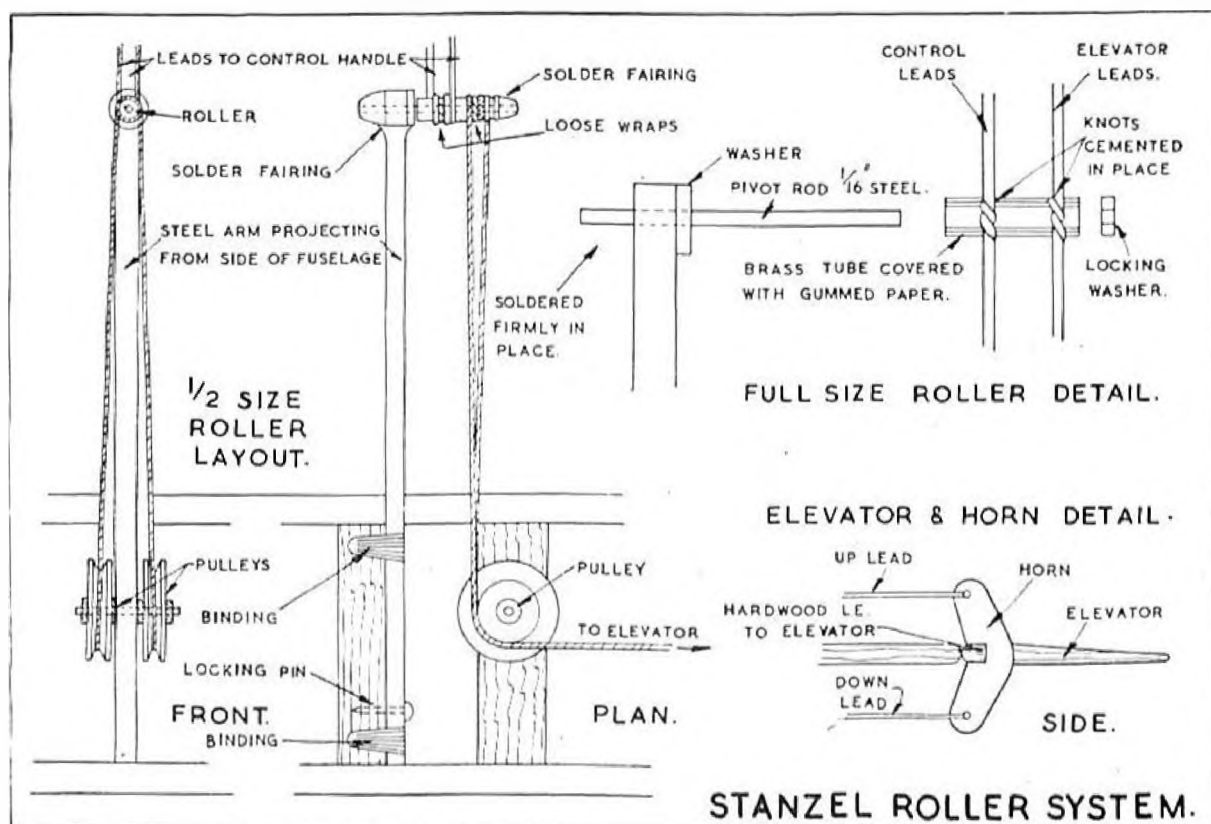 LEADS TO CONTROL HANDLE
ROLLER
SOLDER FAIRING
SOLDER FAIRING
LOOSE WRAPS
STEEL ARM PROJECTING
FROM SIDE OF FUSELAGE
1/2 SIZE
ROLLER
LAYOUT.
PULLEYS
BINDING
LOCKING PIN
BINDING
FRONT.
PULLEY
TO ELEVATOR
PLAN.
WASHER
PIVOT ROD 1/16" STEEL.
SOLDERED
FIRMLY IN
PLACE.
CONTROL
LEADS
ELEVATOR
LEADS.
KNOTS
CEMENTED
IN PLACE
BRASS TUBE COVERED
WITH GUMMED PAPER.
LOCKING
WASHER.
FULL SIZE ROLLER DETAIL.
ELEVATOR & HORN DETAIL.
UP LEAD
HORN
HARDWOOD L.E.
TO ELEVATOR
ELEVATOR
DOWN
LEAD
SIDE.
STANZEL ROLLER SYSTEM.